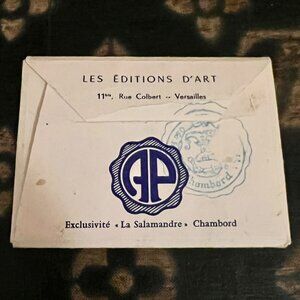 LES ÉDITIONS D'ART
11bis, Rue Colbert -- Versailles
AP
Chambord
Exclusivité « La Salamandre » Chambord